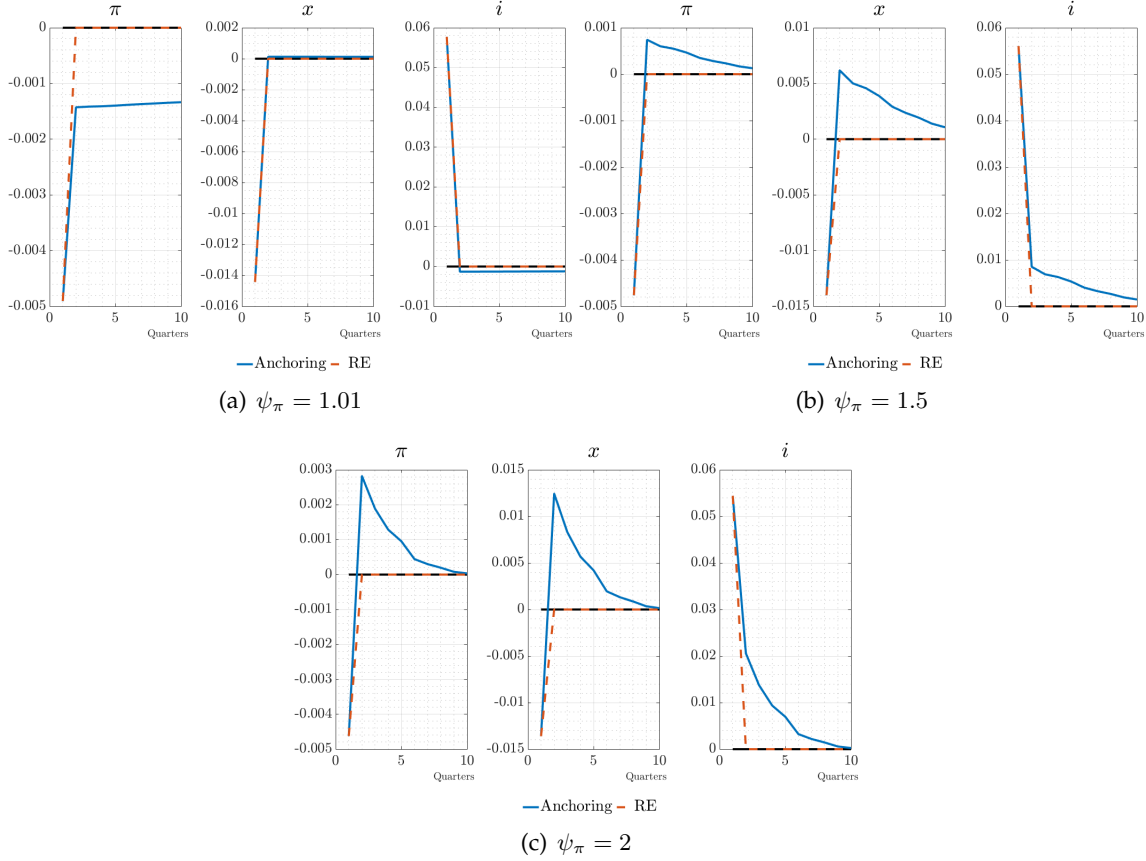 π
0
-0.001
-0.002
-0.003
-0.004
-0.005
0 5 10
Quarters
x
0.002
0
-0.002
-0.004
-0.006
-0.008
-0.01
-0.012
-0.014
-0.016
0 5 10
Quarters
i
0.06
0.05
0.04
0.03
0.02
0.01
0
-0.01
0 5 10
Quarters
Anchoring RE
(a) ψπ = 1.01
π
0.001
0
-0.001
-0.002
-0.003
-0.004
-0.005
0 5 10
Quarters
x
0.01
0.005
0
-0.005
-0.01
-0.015
0 5 10
Quarters
i
0.06
0.05
0.04
0.03
0.02
0.01
0
0 5 10
Quarters
Anchoring RE
(b) ψπ = 1.5
π
0.003
0.002
0.001
0
-0.001
-0.002
-0.003
-0.004
-0.005
0 5 10
Quarters
x
0.015
0.01
0.005
0
-0.005
-0.01
-0.015
0 5 10
Quarters
i
0.06
0.05
0.04
0.03
0.02
0.01
0
0 5 10
Quarters
Anchoring RE
(c) ψπ = 2